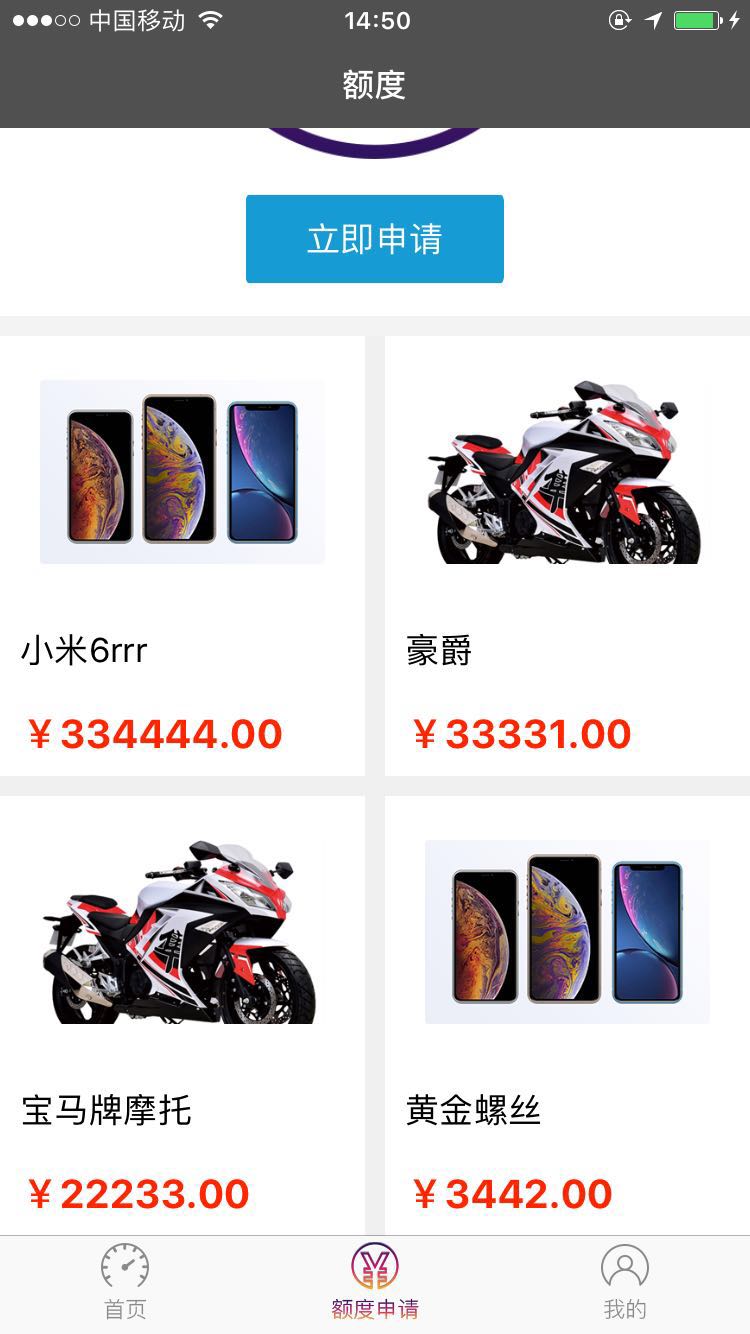 中国移动
14:50
额度
立即申请
小米6rrr
豪爵
￥334444.00
￥33331.00
宝马牌摩托
黄金螺丝
￥22233.00
￥3442.00
首页
额度申请
我的